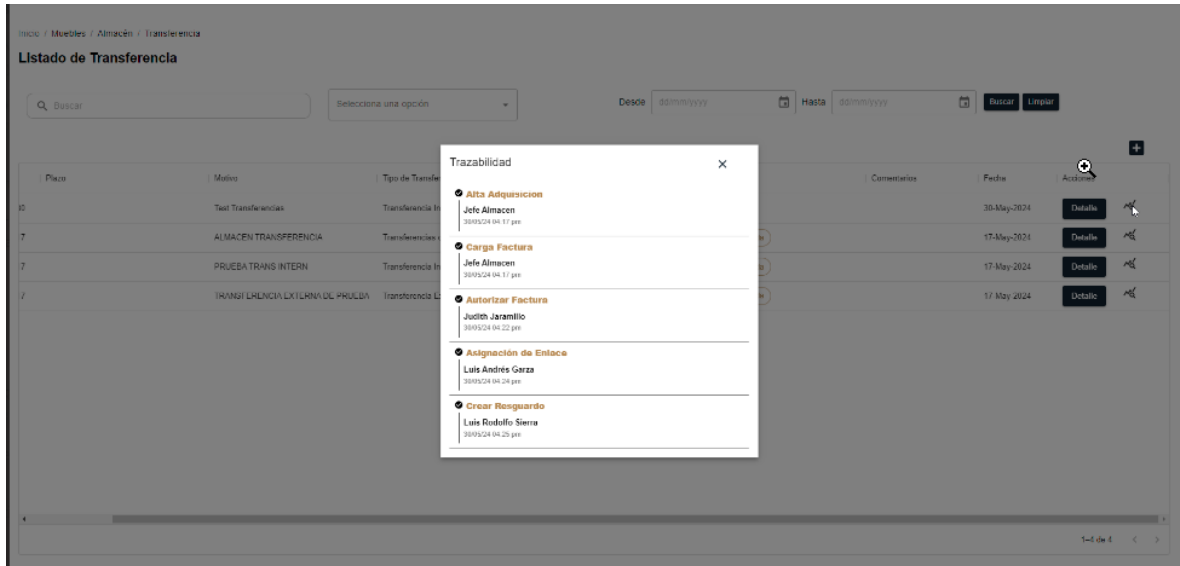 Inicio / Muebles / Almacén / Transferencia
Listado de Transferencia
Buscar
Selecciona una opción
Desde dd/mm/yyyy
Hasta dd/mm/yyyy
Buscar Limpiar
Plazo Motivo Tipo de Transfe Comentarios Fecha Acciones
Test Transferencias Transferencia In 30-May-2024 Detalle
7 ALMACEN TRANSFERENCIA Transferencias 17-May-2024 Detalle
7 PRUEBA TRANS INTERN Transferencia In 17-May-2024 Detalle
7 TRANSFERENCIA EXTERNA DE PRUEBA Transferencia E 17-May-2024 Detalle
Trazabilidad
Alta Adquisicion
Jefe Almacen
30/05/24 04:17 pm
Carga Factura
Jefe Almacen
30/05/24 04:17 pm
Autorizar Factura
Judith Jaramillo
30/05/24 04:22 pm
Asignación de Enlace
Luis Andrés Garza
30/05/24 04:24 pm
Crear Resguardo
Luis Rodolfo Sierra
30/05/24 04:25 pm
1–4 de 4